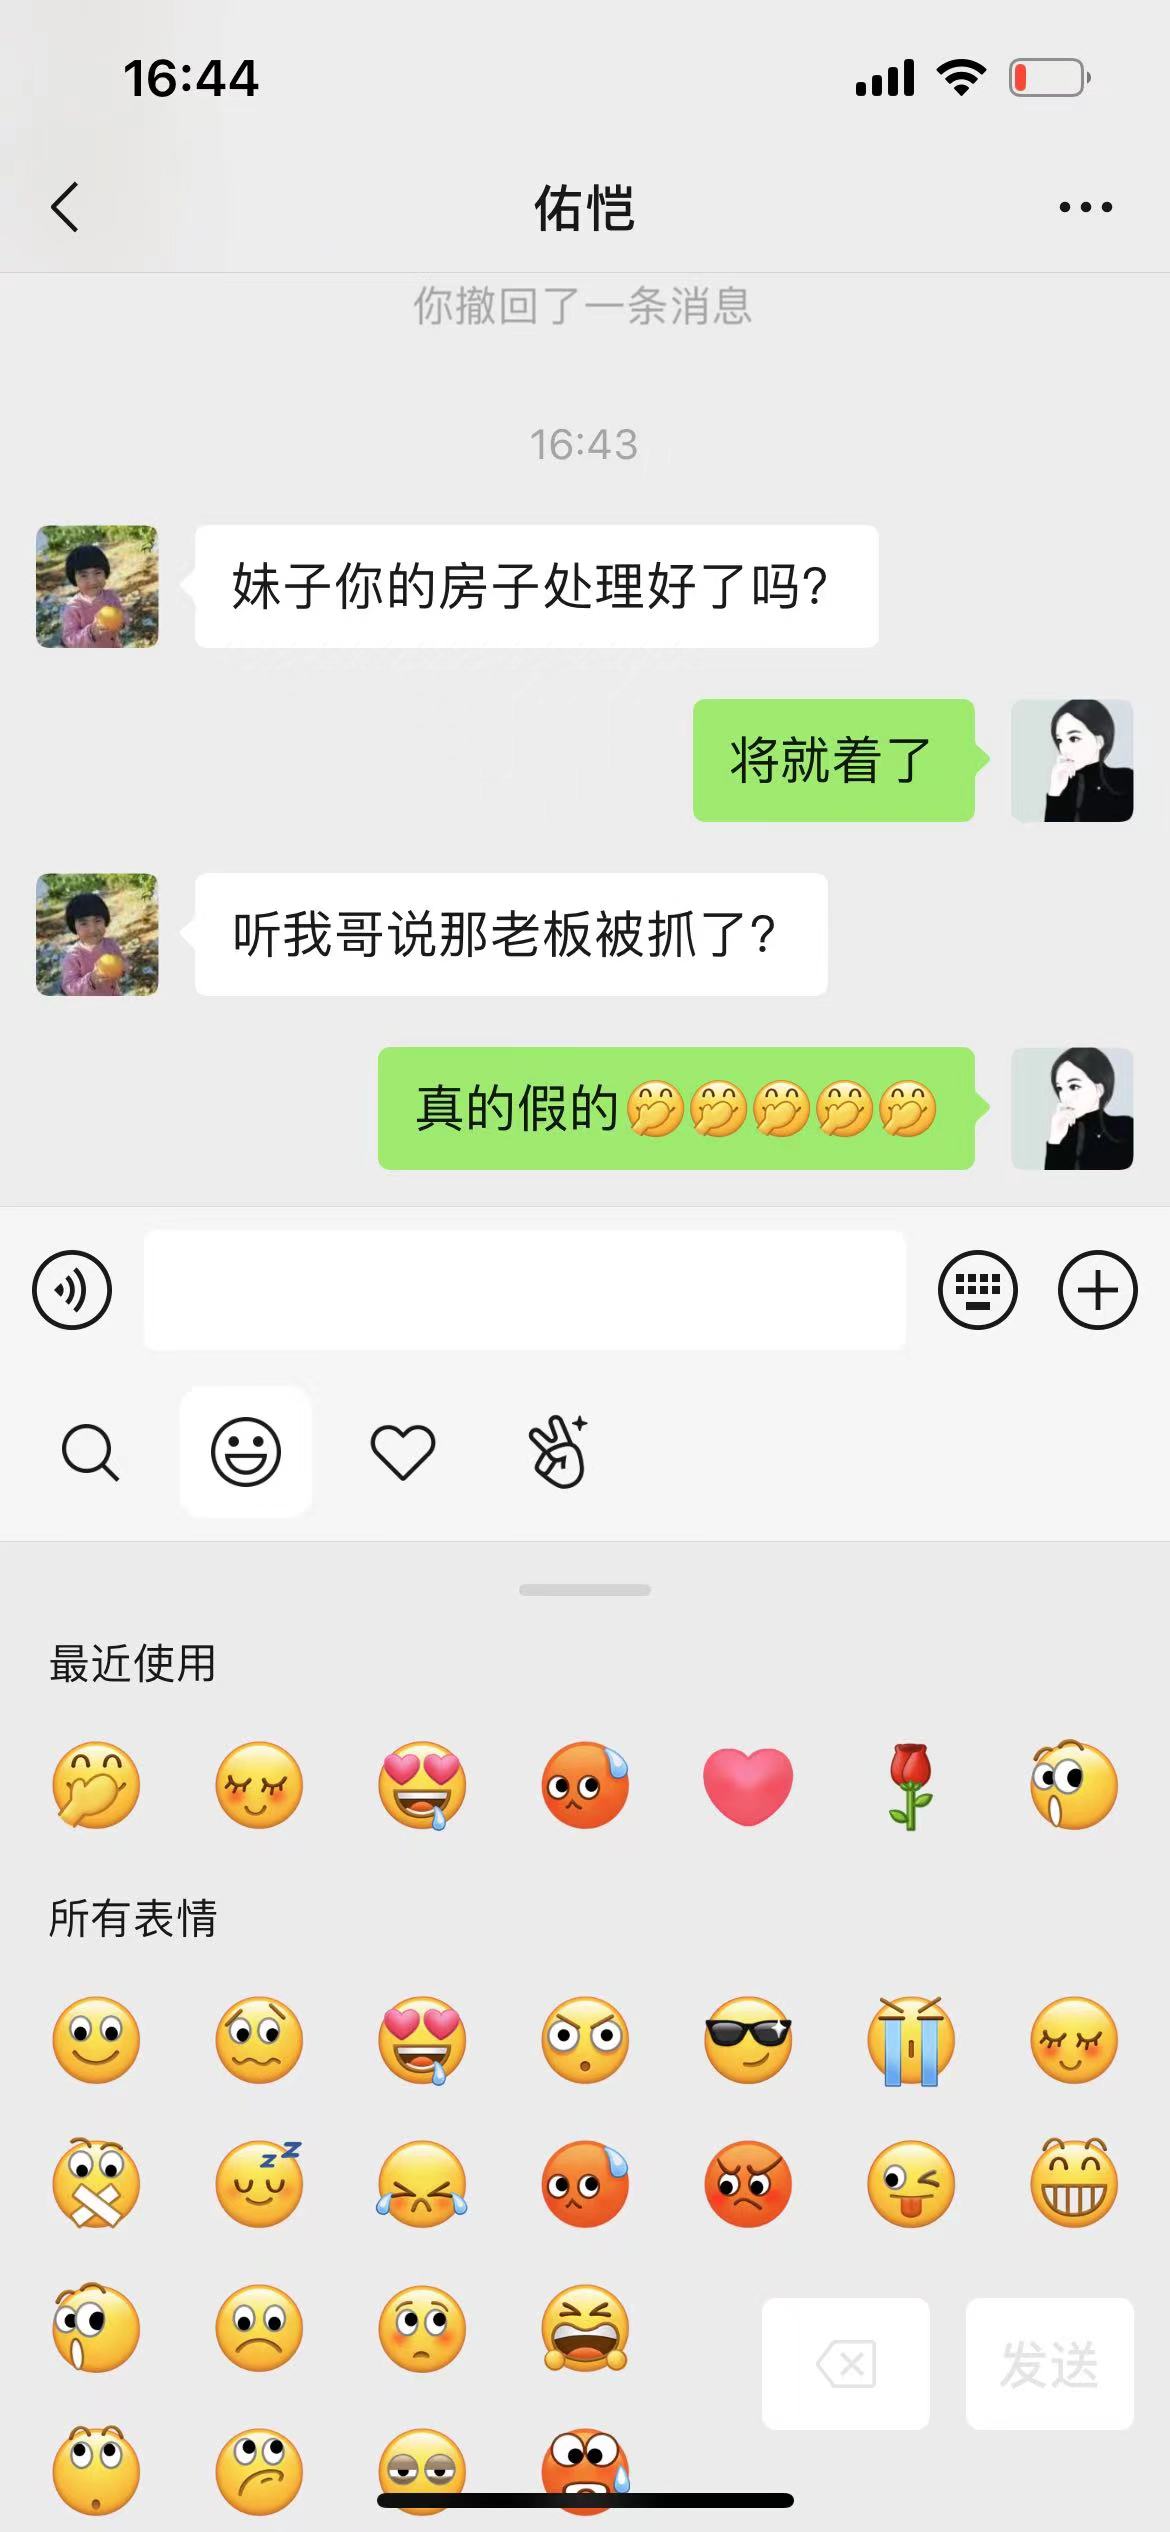 16:44
佑恺
你撤回了一条消息
16:43
妹子你的房子处理好了吗?
将就着了
听我哥说那老板被抓了?
真的假的🤭🤭🤭🤭🤭
最近使用
所有表情
发送